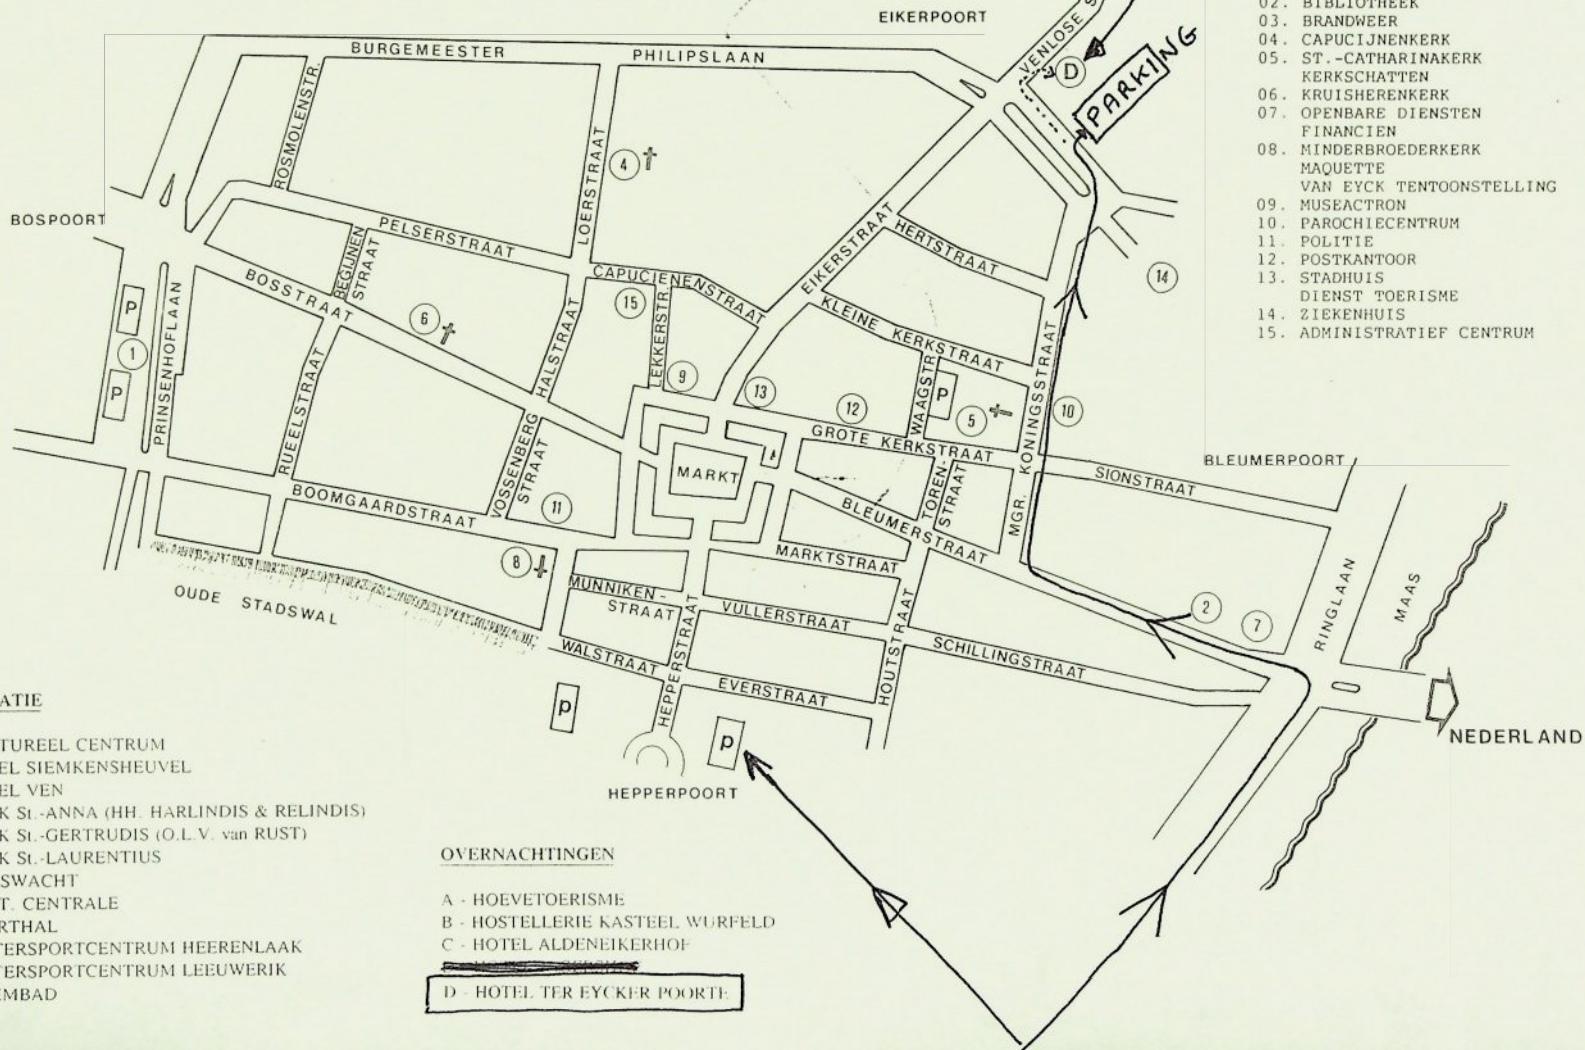 EIKERPOORT
VENLOSE S
D
PARKING
BURGEMEESTER PHILIPSLAAN
02. BIBLIOTHEEK
03. BRANDWEER
04. CAPUCIJNENKERK
05. ST.-CATHARINAKERK
KERKSCHATTEN
06. KRUISHERENKERK
07. OPENBARE DIENSTEN
FINANCIEN
08. MINDERBROEDERKERK
MAQUETTE
VAN EYCK TENTOONSTELLING
09. MUSEACTRON
10. PAROCHIECENTRUM
11. POLITIE
12. POSTKANTOOR
13. STADHUIS
DIENST TOERISME
14. ZIEKENHUIS
15. ADMINISTRATIEF CENTRUM
ROSMOLENSTR.
LOERSTRAAT
4
BOSPOORT
PELSERSTRAAT
BEGIJNEN
STRAAT
BOSSTRAAT
CAPUCIENENSTRAAT
EIKERSTRAAT
HERTSTRAAT
14
P
1
P
PRINSENHOFLAAN
6
15
LEKKERSTR.
HALSTRAAT
9
13
KLEINE KERKSTRAAT
WAAGSTR.
P
12
5
10
RUEELSTRAAT
VOSSENBERG
STRAAT
MARKT
GROTE KERKSTRAAT
MGR. KONINGSSTRAAT
SIONSTRAAT
BLEUMERPOORT
TOREN-
STRAAT
BLEUMERSTRAAT
BOOMGAARDSTRAAT
11
8
MARKTSTRAAT
OUDE STADSWAL
MUNNIKEN-
STRAAT
VULLERSTRAAT
2
7
RINGLAAN
MAAS
WALSTRAAT
HEPPERSTRAAT
EVERSTRAAT
HOUTSTRAAT
SCHILLINGSTRAAT
P
P
NEDERLAND
HEPPERPOORT
ATIE
TUREEL CENTRUM
EL SIEMKENSHEUVEL
EL VEN
K St.-ANNA (HH. HARLINDIS & RELINDIS)
K St.-GERTRUDIS (O.L.V. van RUST)
K St.-LAURENTIUS
SWACHT
T. CENTRALE
RTHAL
TERSPORTCENTRUM HEERENLAAK
TERSPORTCENTRUM LEEUWERIK
EMBAD
OVERNACHTINGEN
A - HOEVETOERISME
B - HOSTELLERIE KASTEEL WURFELD
C - HOTEL ALDENEIKERHOF
D - HOTEL TER EYCKER POORTE